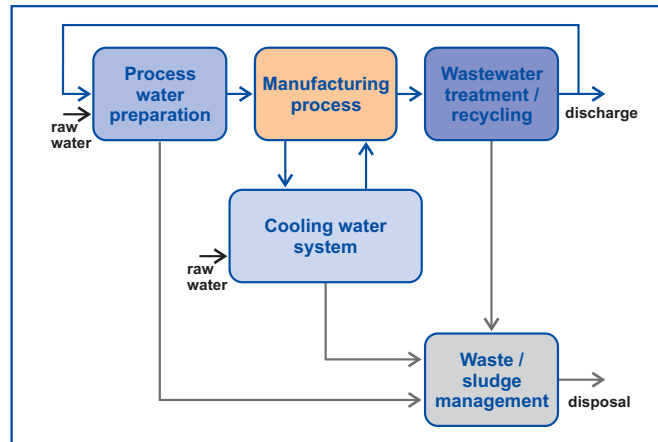 Process
water
preparation
Manufacturing
process
Wastewater
treatment /
recycling
raw
water
discharge
Cooling water
system
raw
water
Waste /
sludge
management
disposal